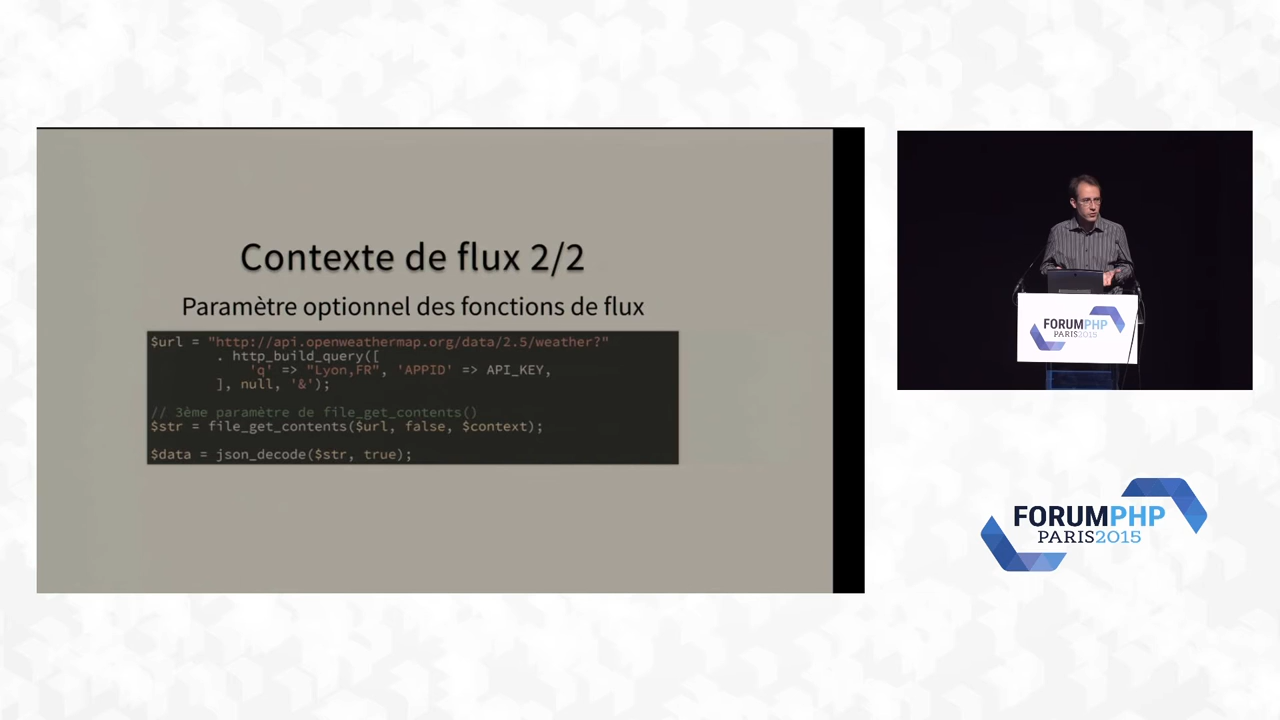 Contexte de flux 2/2
Paramètre optionnel des fonctions de flux
$url = "http://api.openweathermap.org/data/2.5/weather?"
. http_build_query([
'q' => "Lyon,FR", 'APPID' => API_KEY,
], null, '&');
// 3ème paramètre de file_get_contents()
$str = file_get_contents($url, false, $context);
$data = json_decode($str, true);
FORUMPHP
PARIS2015
FORUMPHP
PARIS2015